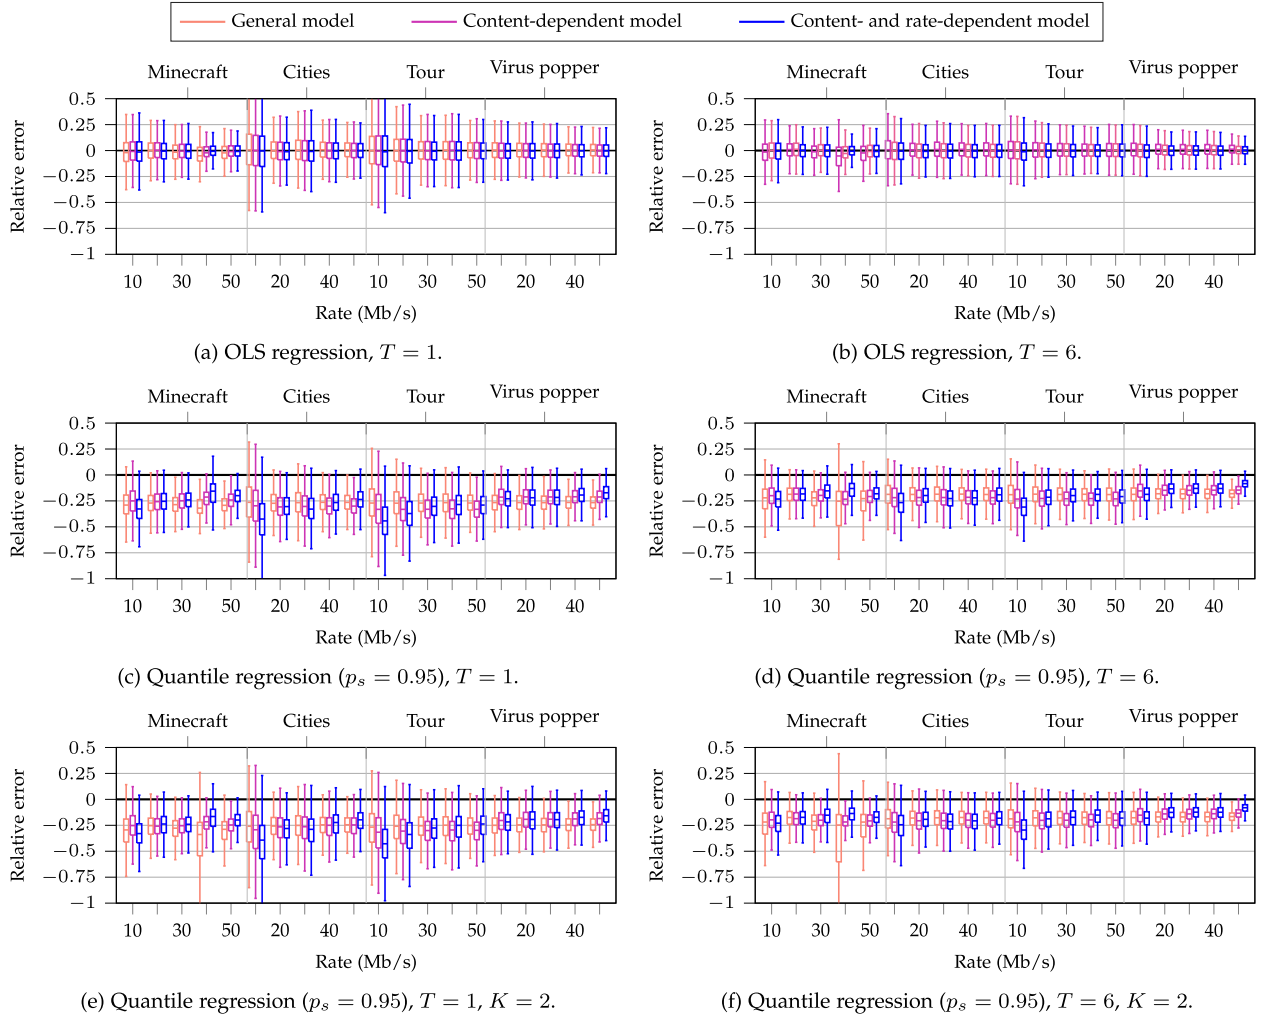 General model Content-dependent model Content- and rate-dependent model
Minecraft Cities Tour Virus popper
Relative error
0.5
0.25
0
−0.25
−0.5
−0.75
−1
10 30 50 20 40 10 30 50 20 40
Rate (Mb/s)
(a) OLS regression, T = 1.
Minecraft Cities Tour Virus popper
Relative error
0.5
0.25
0
−0.25
−0.5
−0.75
−1
10 30 50 20 40 10 30 50 20 40
Rate (Mb/s)
(b) OLS regression, T = 6.
Minecraft Cities Tour Virus popper
Relative error
0.5
0.25
0
−0.25
−0.5
−0.75
−1
10 30 50 20 40 10 30 50 20 40
Rate (Mb/s)
(c) Quantile regression (pₛ = 0.95), T = 1.
Minecraft Cities Tour Virus popper
Relative error
0.5
0.25
0
−0.25
−0.5
−0.75
−1
10 30 50 20 40 10 30 50 20 40
Rate (Mb/s)
(d) Quantile regression (pₛ = 0.95), T = 6.
Minecraft Cities Tour Virus popper
Relative error
0.5
0.25
0
−0.25
−0.5
−0.75
−1
10 30 50 20 40 10 30 50 20 40
Rate (Mb/s)
(e) Quantile regression (pₛ = 0.95), T = 1, K = 2.
Minecraft Cities Tour Virus popper
Relative error
0.5
0.25
0
−0.25
−0.5
−0.75
−1
10 30 50 20 40 10 30 50 20 40
Rate (Mb/s)
(f) Quantile regression (pₛ = 0.95), T = 6, K = 2.